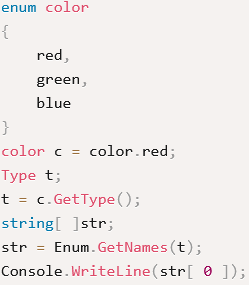 enum color
{
red,
green,
blue
}
color c = color.red;
Type t;
t = c.GetType();
string[ ]str;
str = Enum.GetNames(t);
Console.WriteLine(str[ 0 ]);